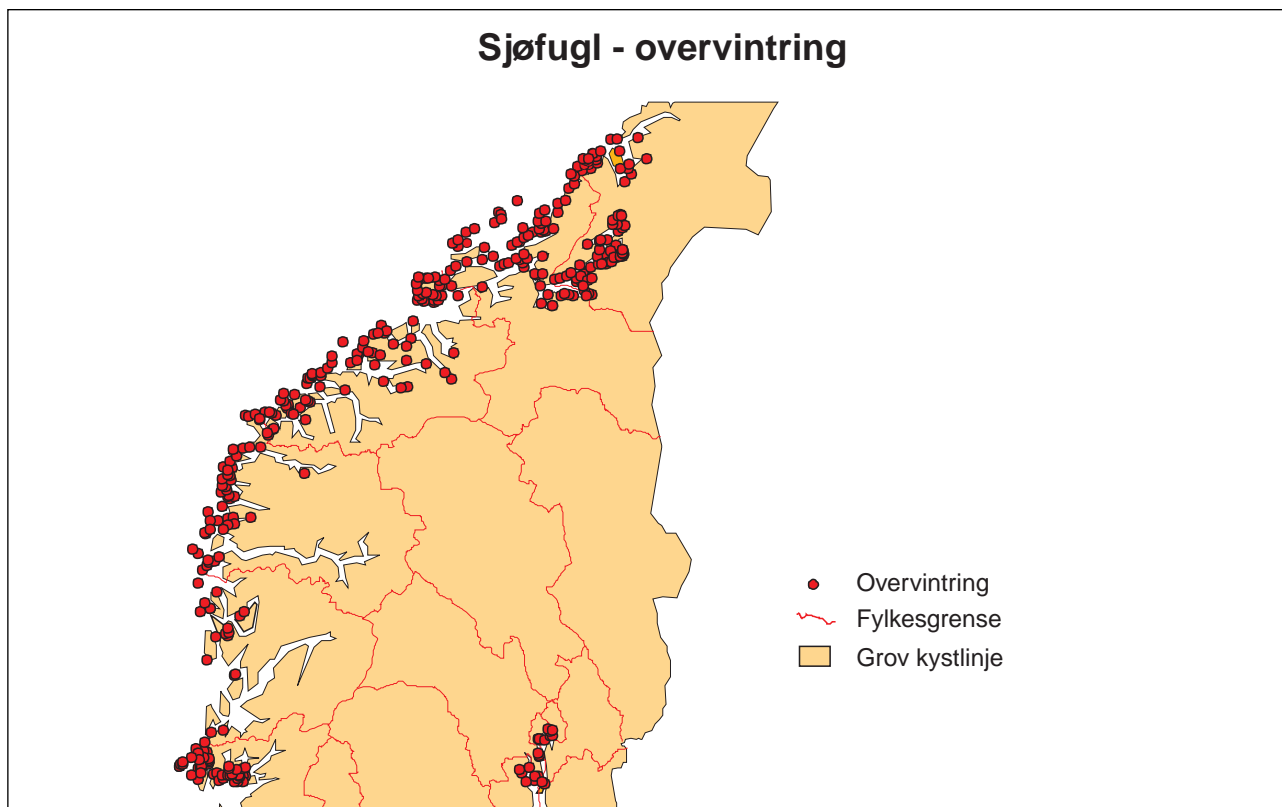 Sjøfugl - overvintring
Overvintring
Fylkesgrense
Grov kystlinje